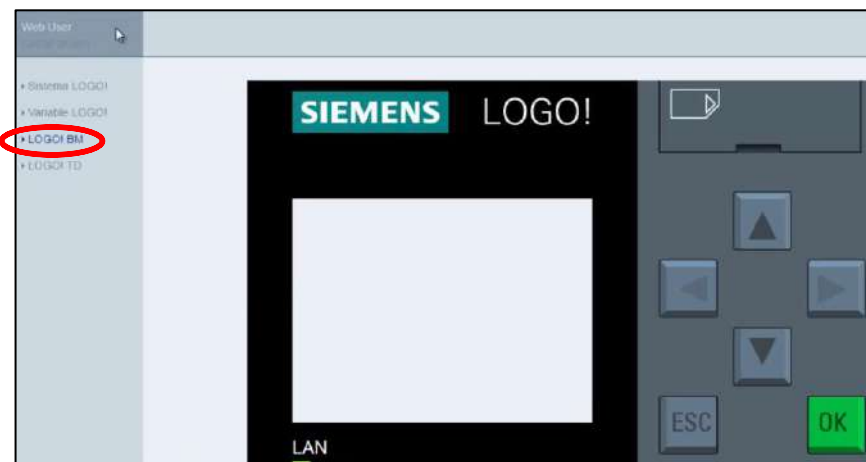 Web User
Sistema LOGO!
Variable LOGO!
LOGO! BM
LOGO! TD
SIEMENS LOGO!
ESC OK
LAN